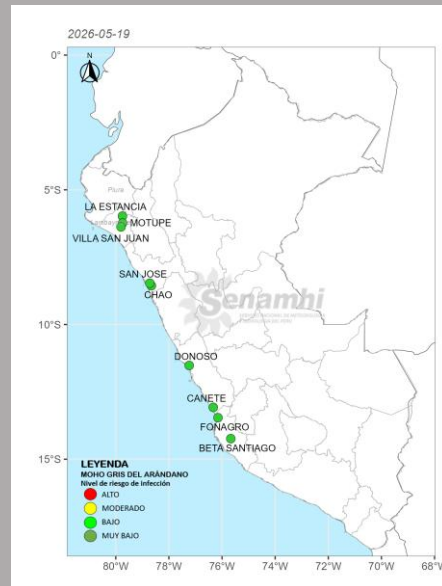 2026-05-19
N
0°
5°S
10°S
15°S
Piura
LA ESTANCIA
MOTUPE
VILLA SAN JUAN
SAN JOSE
CHAO
Senamhi
DONOSO
CANETE
FONAGRO
BETA SANTIAGO
LEYENDA
MOHO GRIS DEL ARÁNDANO
Nivel de riesgo de infección
ALTO
MODERADO
BAJO
MUY BAJO
80°W 78°W 76°W 74°W 72°W 70°W 68°W